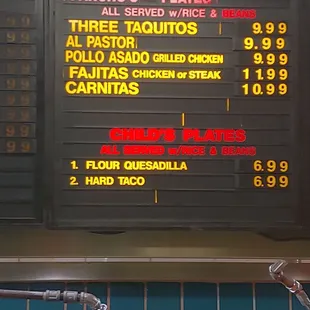 PLATES
ALL SERVED w/RICE & BEANS
THREE TAQUITOS 9.99
AL PASTOR 9.99
POLLO ASADO GRILLED CHICKEN 9.99
FAJITAS CHICKEN or STEAK 11.99
CARNITAS 10.99
CHILD'S PLATES
ALL SERVED w/RICE & BEANS
1. FLOUR QUESADILLA 6.99
2. HARD TACO 6.99